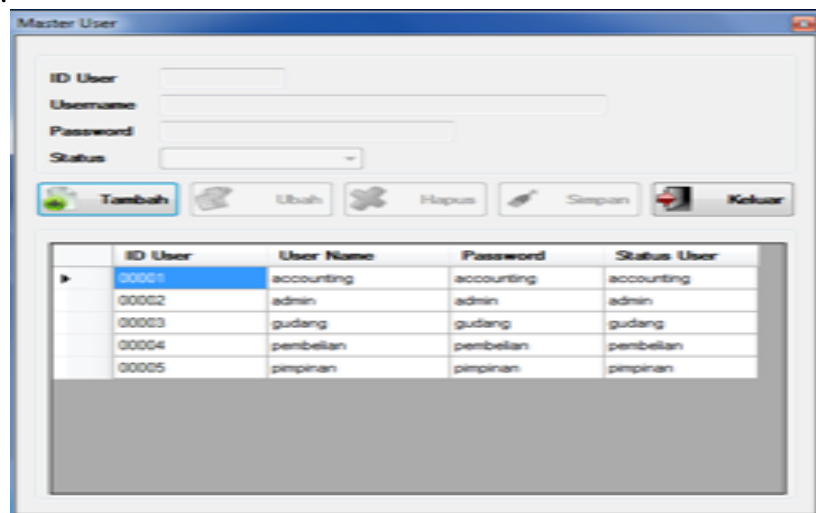 Master User
ID User
Username
Password
Status
Tambah Ubah Hapus Simpan Keluar
ID User User Name Password Status User
00001 accounting accounting accounting
00002 admin admin admin
00003 gudang gudang gudang
00004 pembelian pembelian pembelian
00005 pimpinan pimpinan pimpinan